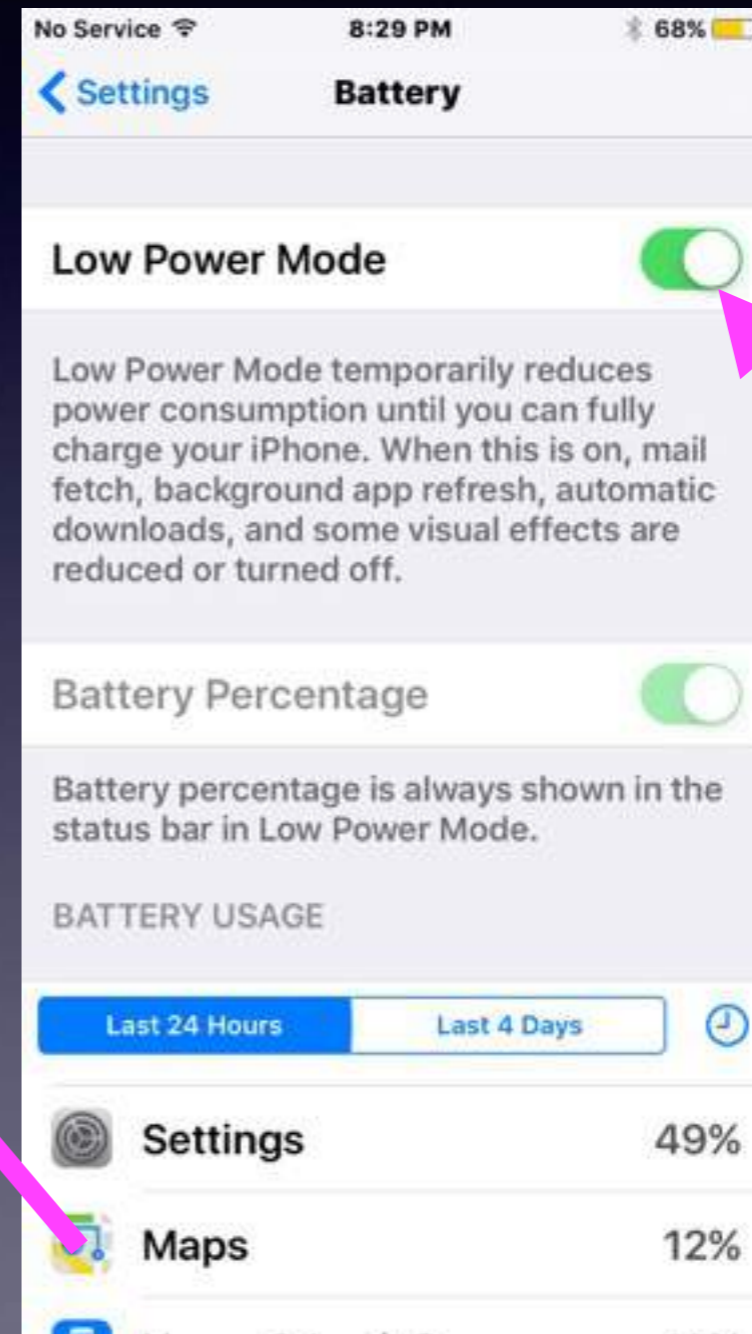 No Service 8:29 PM 68%
Settings Battery
Low Power Mode
Low Power Mode temporarily reduces
power consumption until you can fully
charge your iPhone. When this is on, mail
fetch, background app refresh, automatic
downloads, and some visual effects are
reduced or turned off.
Battery Percentage
Battery percentage is always shown in the
status bar in Low Power Mode.
BATTERY USAGE
Last 24 Hours Last 4 Days
Settings 49%
Maps 12%